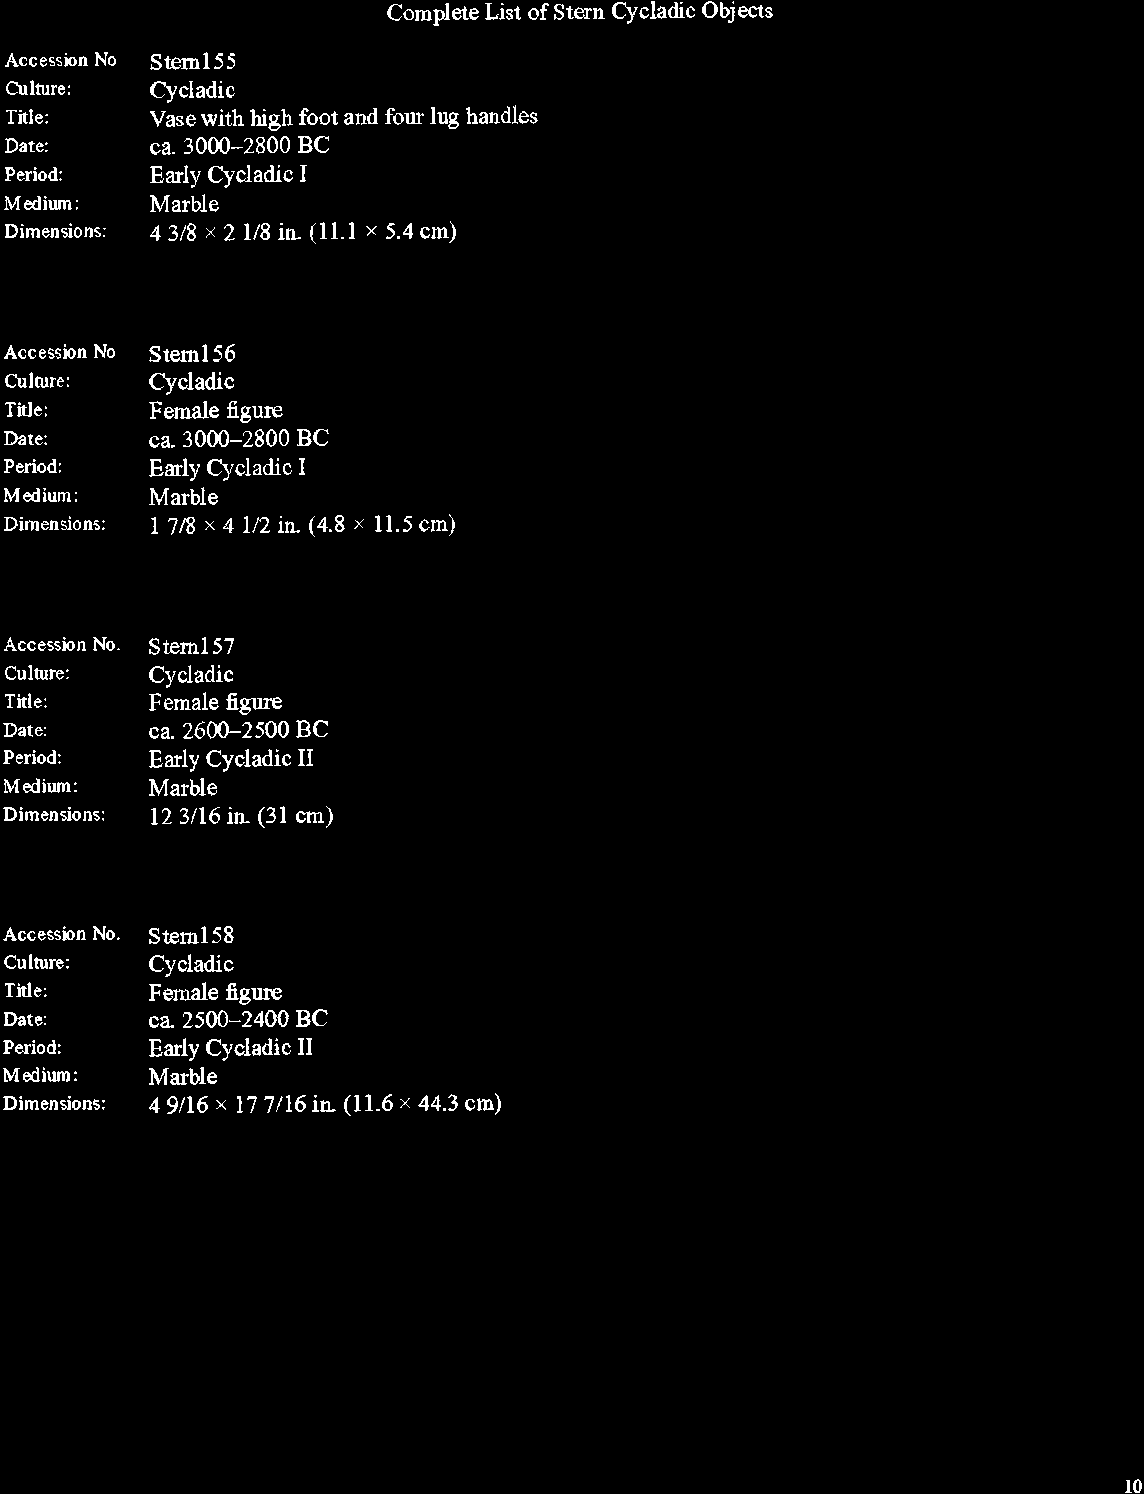 Complete List of Stern Cycladic Objects
Accession No Stern155
Culture: Cycladic
Title: Vase with high foot and four lug handles
Date: ca. 3000–2800 BC
Period: Early Cycladic I
Medium: Marble
Dimensions: 4 3/8 × 2 1/8 in. (11.1 × 5.4 cm)
Accession No Stern156
Culture: Cycladic
Title: Female figure
Date: ca. 3000–2800 BC
Period: Early Cycladic I
Medium: Marble
Dimensions: 1 7/8 × 4 1/2 in. (4.8 × 11.5 cm)
Accession No. Stern157
Culture: Cycladic
Title: Female figure
Date: ca. 2600–2500 BC
Period: Early Cycladic II
Medium: Marble
Dimensions: 12 3/16 in. (31 cm)
Accession No. Stern158
Culture: Cycladic
Title: Female figure
Date: ca. 2500–2400 BC
Period: Early Cycladic II
Medium: Marble
Dimensions: 4 9/16 × 17 7/16 in. (11.6 × 44.3 cm)
10